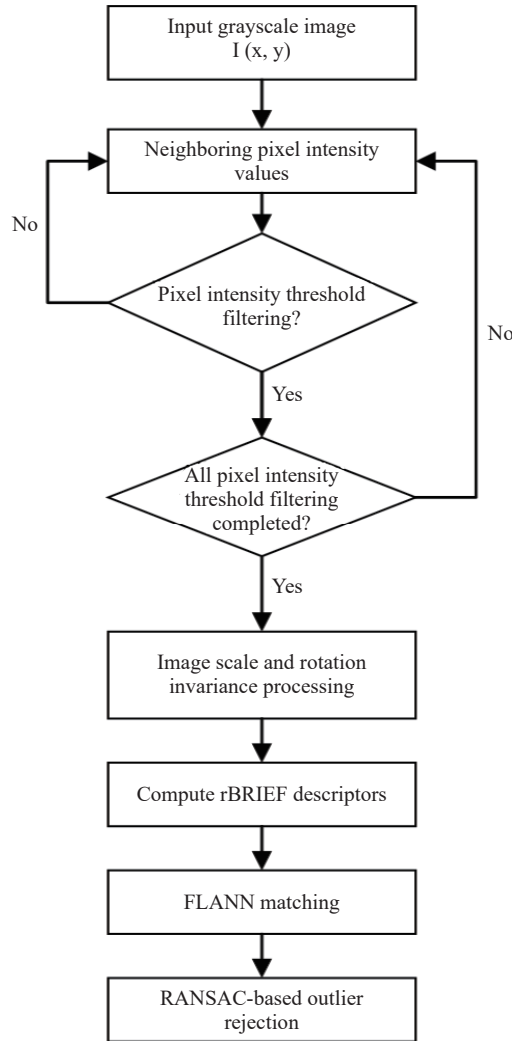 Input grayscale image
I (x, y)
Neighboring pixel intensity
values
No
Pixel intensity threshold
filtering?
No
Yes
All pixel intensity
threshold filtering
completed?
Yes
Image scale and rotation
invariance processing
Compute rBRIEF descriptors
FLANN matching
RANSAC-based outlier
rejection